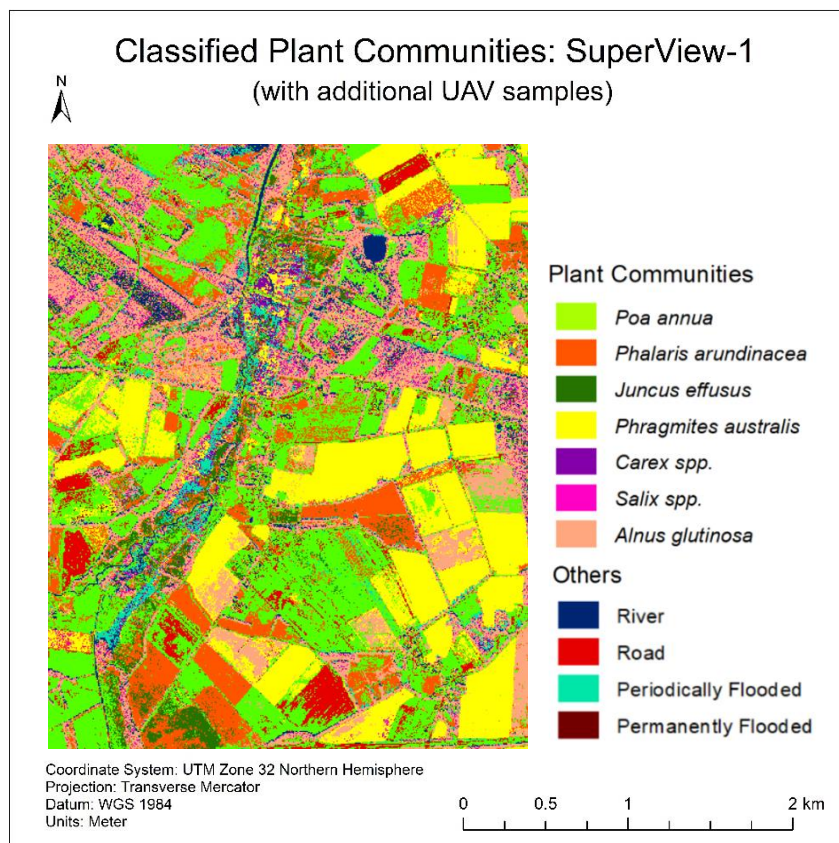 Classified Plant Communities: SuperView-1
(with additional UAV samples)
N
Plant Communities
Poa annua
Phalaris arundinacea
Juncus effusus
Phragmites australis
Carex spp.
Salix spp.
Alnus glutinosa
Others
River
Road
Periodically Flooded
Permanently Flooded
Coordinate System: UTM Zone 32 Northern Hemisphere
Projection: Transverse Mercator
Datum: WGS 1984
Units: Meter
0 0.5 1 2 km